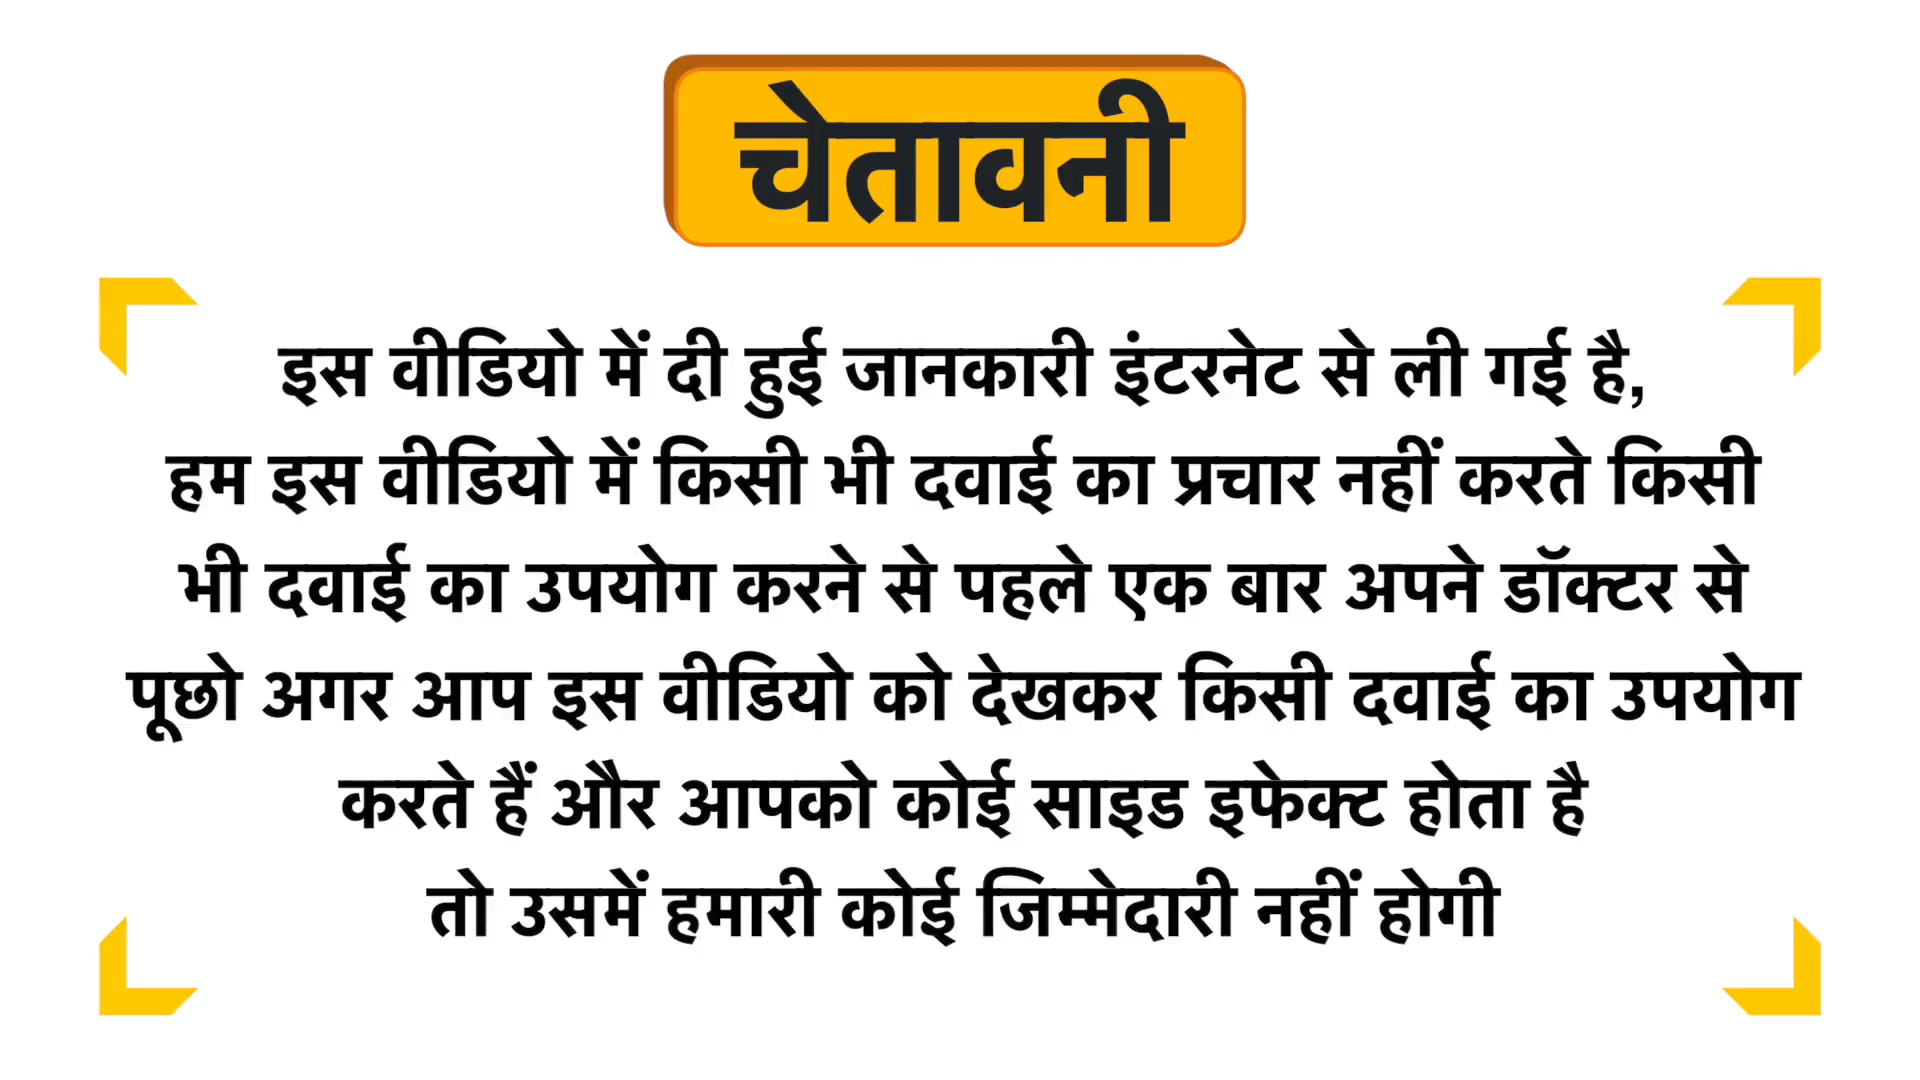 चेतावनी
इस वीडियो में दी हुई जानकारी इंटरनेट से ली गई है,
हम इस वीडियो में किसी भी दवाई का प्रचार नहीं करते किसी
भी दवाई का उपयोग करने से पहले एक बार अपने डॉक्टर से
पूछो अगर आप इस वीडियो को देखकर किसी दवाई का उपयोग
करते हैं और आपको कोई साइड इफेक्ट होता है
तो उसमें हमारी कोई जिम्मेदारी नहीं होगी